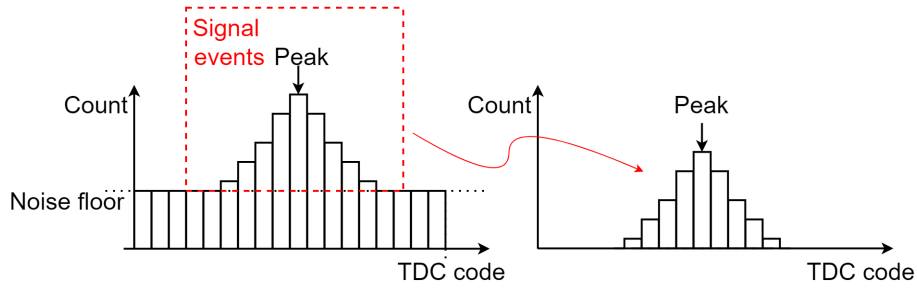 Signal
events
Peak
Count
Noise floor
TDC code
Count
Peak
TDC code